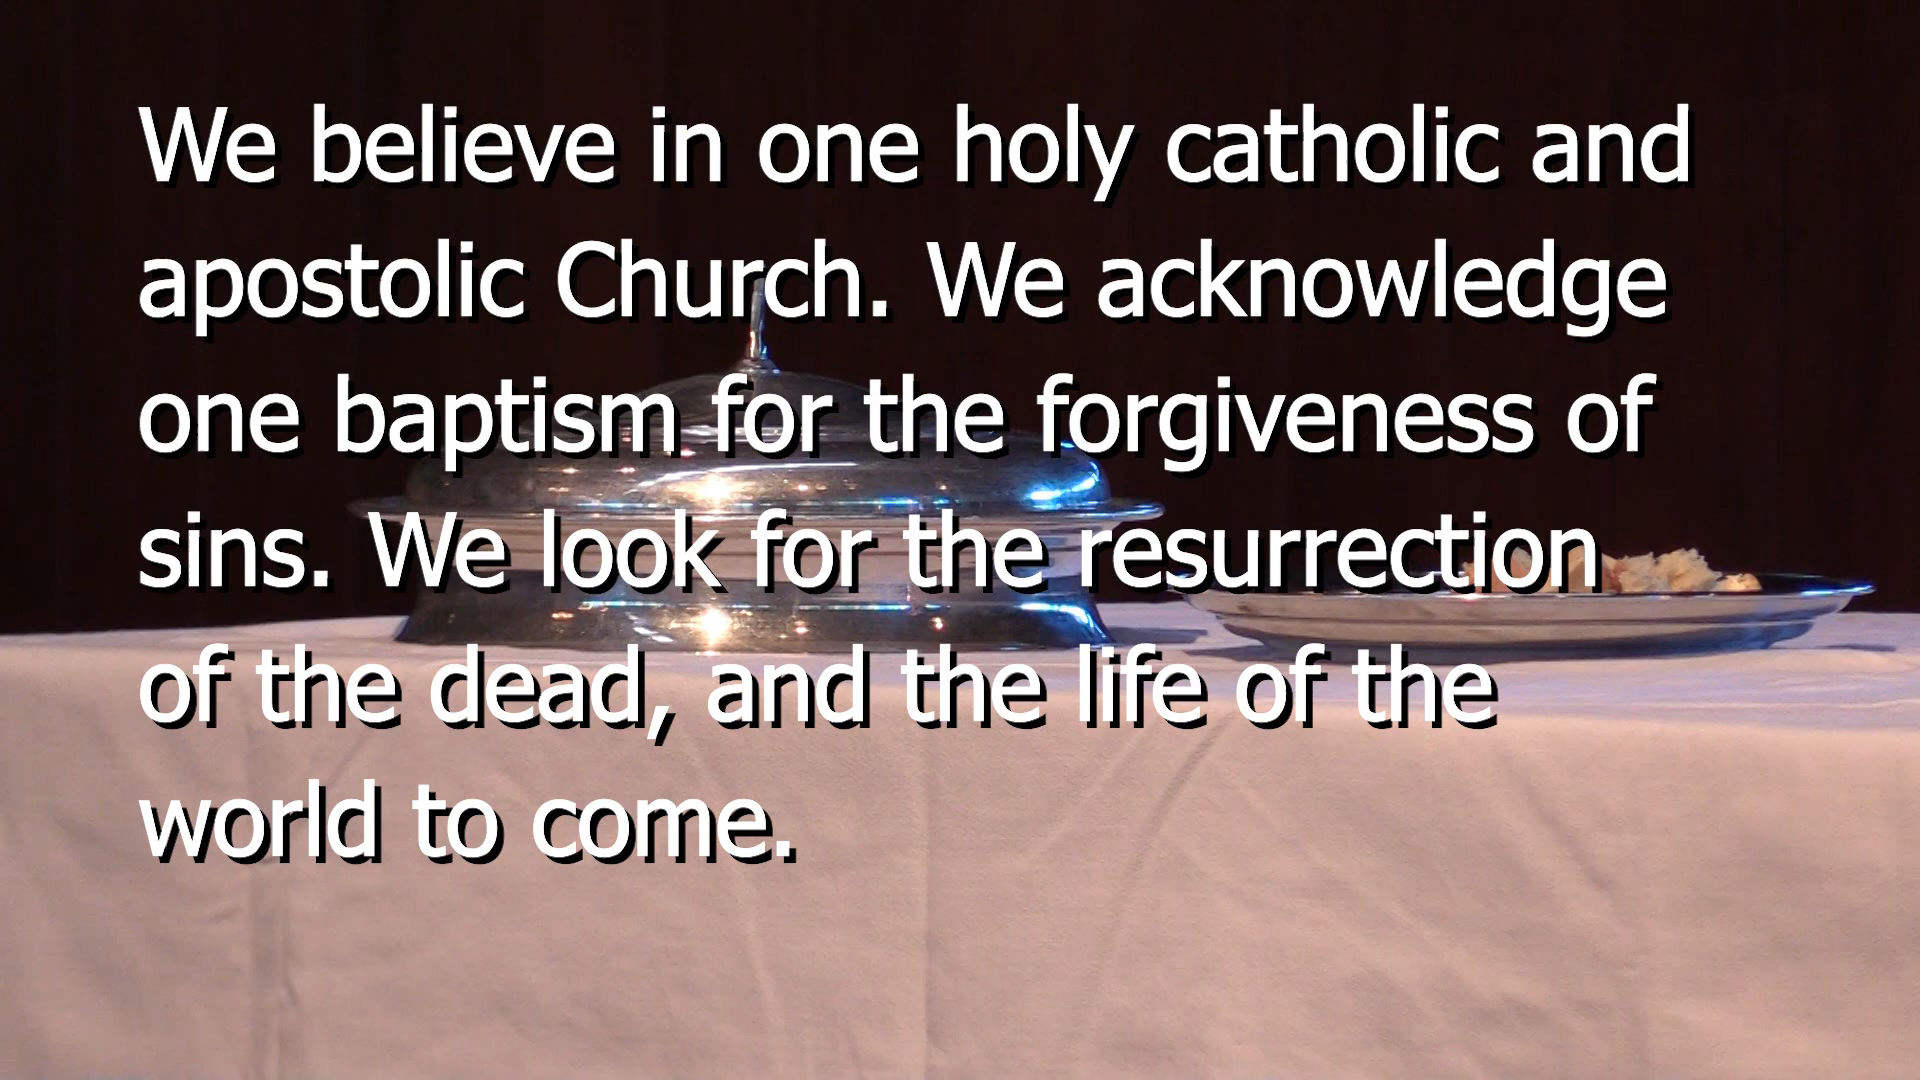 We believe in one holy catholic and
apostolic Church. We acknowledge
one baptism for the forgiveness of
sins. We look for the resurrection
of the dead, and the life of the
world to come.